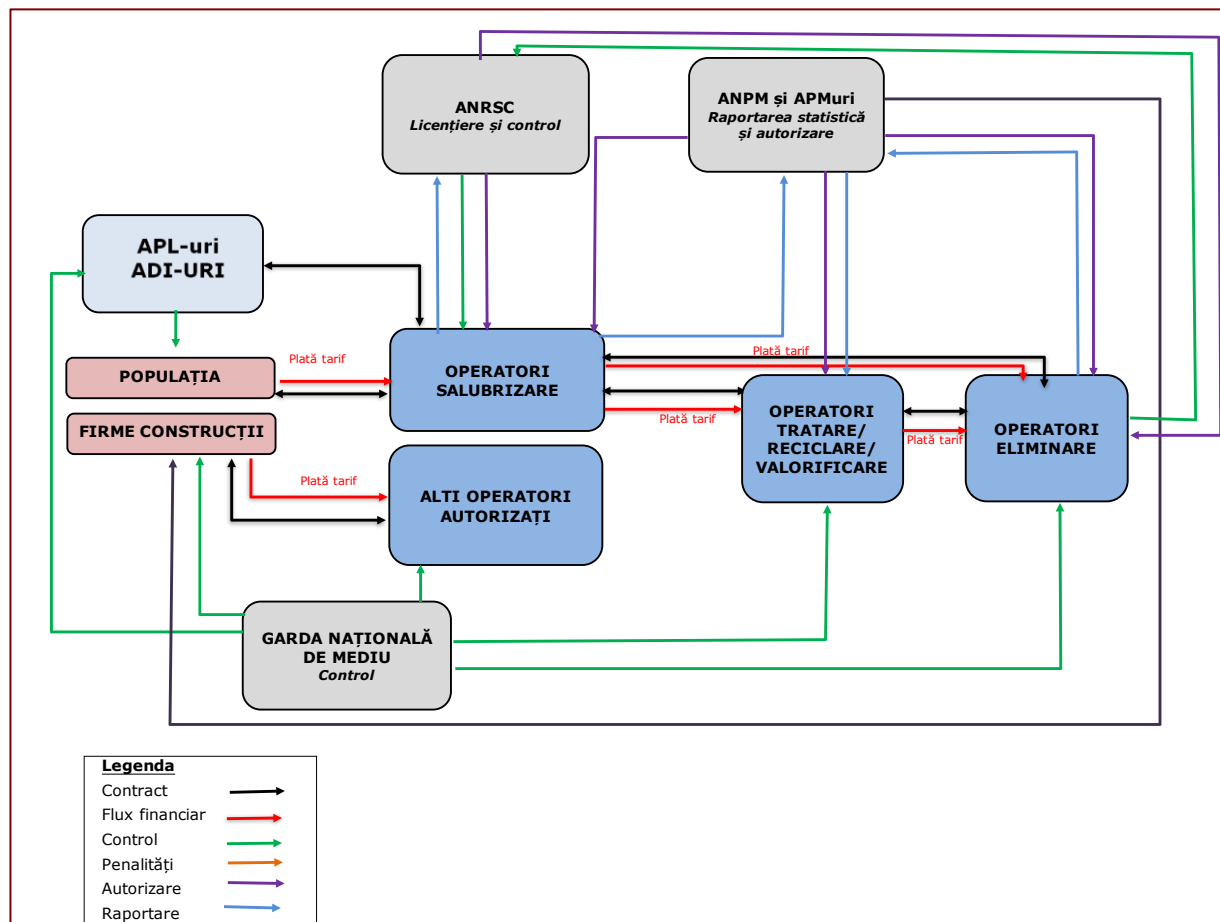 ANRSC
Licențiere și control
ANPM și APMuri
Raportarea statistică
și autorizare
APL-uri
ADI-URI
POPULAȚIA
Plată tarif
OPERATORI
SALUBRIZARE
Plată tarif
FIRME CONSTRUCȚII
Plată tarif
OPERATORI
TRATARE/
RECICLARE/
VALORIFICARE
Plată tarif
OPERATORI
ELIMINARE
Plată tarif
ALTI OPERATORI
AUTORIZAȚI
GARDA NAȚIONALĂ
DE MEDIU
Control
Legenda
Contract
Flux financiar
Control
Penalități
Autorizare
Raportare